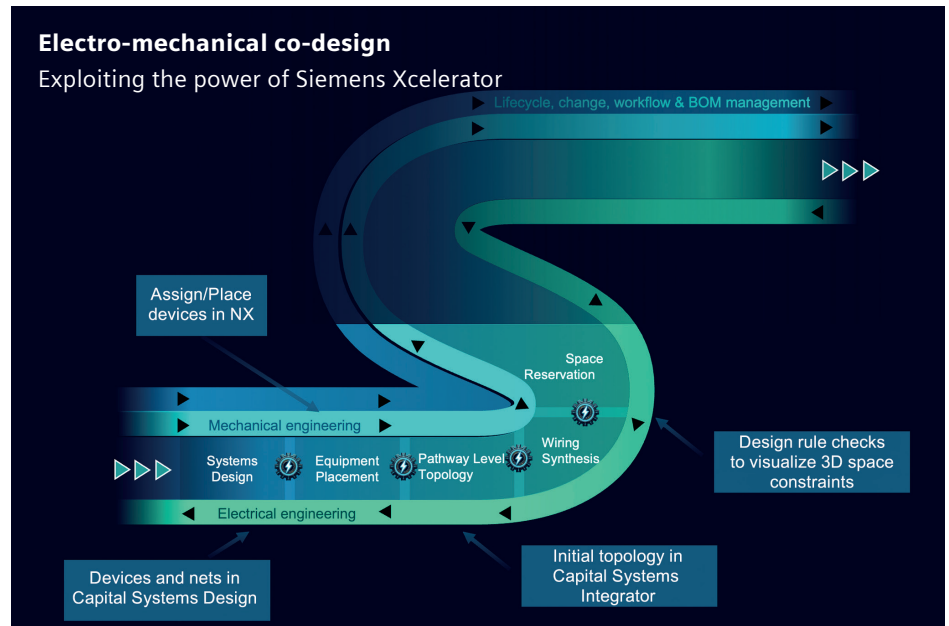 Electro-mechanical co-design
Exploiting the power of Siemens Xcelerator
Lifecycle, change, workflow & BOM management
Assign/Place
devices in NX
Space
Reservation
Mechanical engineering
Systems
Design
Equipment
Placement
Pathway Level
Topology
Wiring
Synthesis
Design rule checks
to visualize 3D space
constraints
Electrical engineering
Devices and nets in
Capital Systems Design
Initial topology in
Capital Systems
Integrator